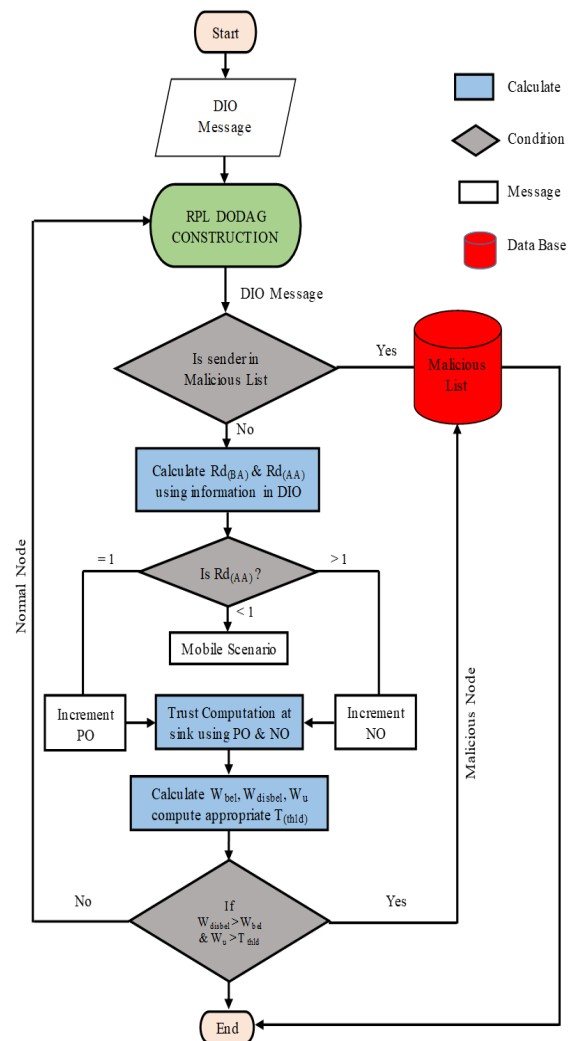 Start
DIO
Message
RPL DODAG
CONSTRUCTION
DIO Message
Is sender in
Malicious List
Yes
Malicious
List
No
Calculate Rd(BA) & Rd(AA)
using information in DIO
= 1
Is Rd(AA) ?
> 1
< 1
Mobile Scenario
Increment
PO
Trust Computation at
sink using PO & NO
Increment
NO
Calculate Wbel, Wdisbel, Wu
compute appropriate T(thld)
No
If
Wdisbel > Wbel
& Wu > Tthld
Yes
End
Normal Node
Malicious Node
Calculate
Condition
Message
Data Base